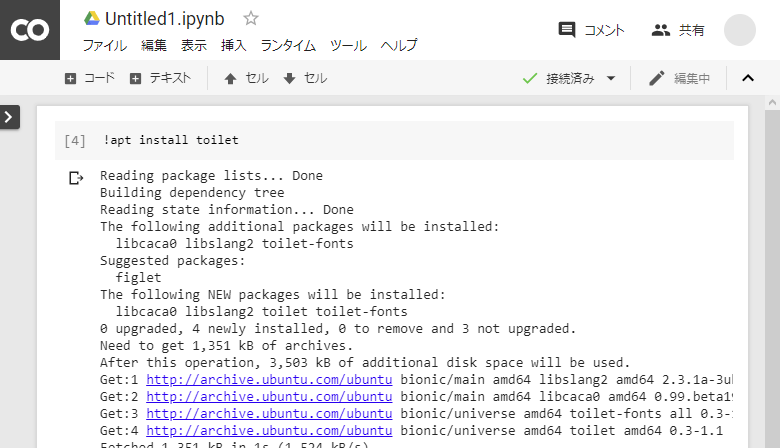 CO Untitled1.ipynb
ファイル 編集 表示 挿入 ランタイム ツール ヘルプ
コメント 共有
コード テキスト セル セル 接続済み 編集中
[4] !apt install toilet
Reading package lists... Done
Building dependency tree
Reading state information... Done
The following additional packages will be installed:
libcaca0 libslang2 toilet-fonts
Suggested packages:
figlet
The following NEW packages will be installed:
libcaca0 libslang2 toilet toilet-fonts
0 upgraded, 4 newly installed, 0 to remove and 3 not upgraded.
Need to get 1,351 kB of archives.
After this operation, 3,503 kB of additional disk space will be used.
Get:1 http://archive.ubuntu.com/ubuntu bionic/main amd64 libslang2 amd64 2.3.1a-3u
Get:2 http://archive.ubuntu.com/ubuntu bionic/main amd64 libcaca0 amd64 0.99.beta1
Get:3 http://archive.ubuntu.com/ubuntu bionic/universe amd64 toilet-fonts all 0.3-
Get:4 http://archive.ubuntu.com/ubuntu bionic/universe amd64 toilet amd64 0.3-1.1
Fetched 1,351 kB in 1s (1,524 kB/s)